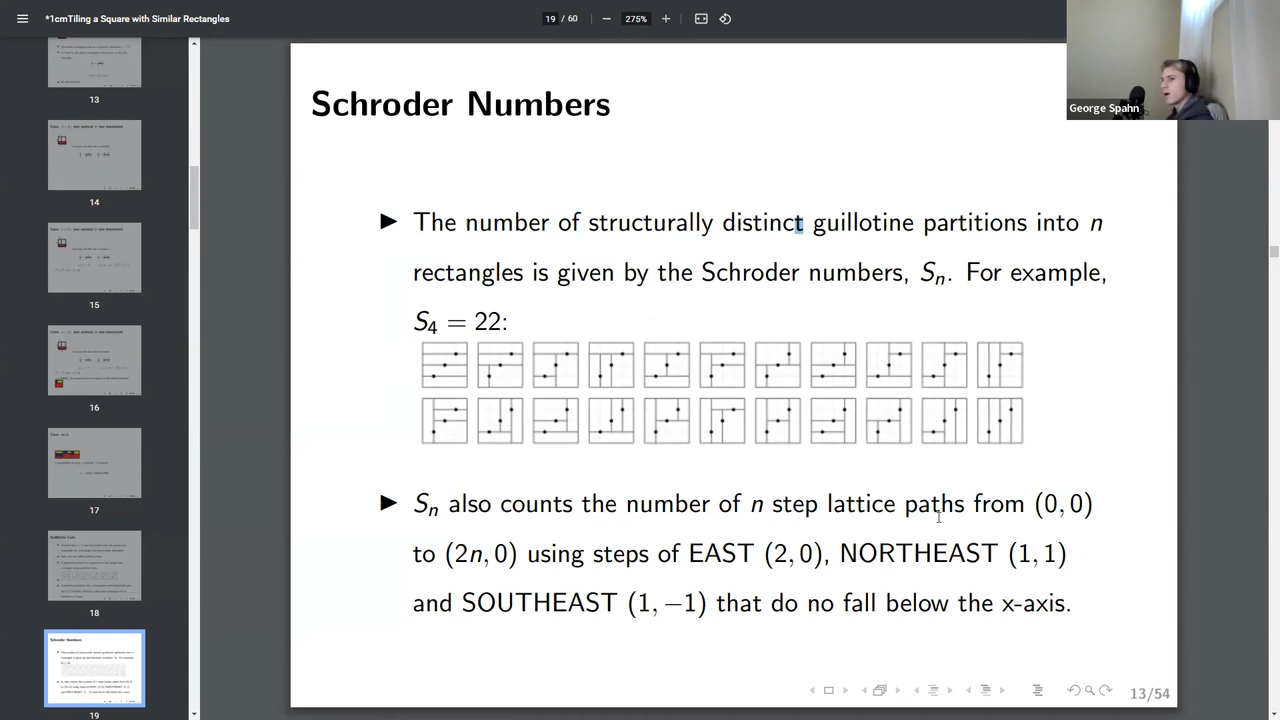 *1cmTiling a Square with Similar Rectangles
19 / 60
275%
George Spahn
13
14
15
16
17
18
Schroder Numbers
19
Schroder Numbers
▶ The number of structurally distinct guillotine partitions into n
rectangles is given by the Schroder numbers, Sₙ. For example,
S₄ = 22:
▶ Sₙ also counts the number of n step lattice paths from (0, 0)
to (2n, 0) using steps of EAST (2, 0), NORTHEAST (1, 1)
and SOUTHEAST (1, −1) that do no fall below the x-axis.
13/54